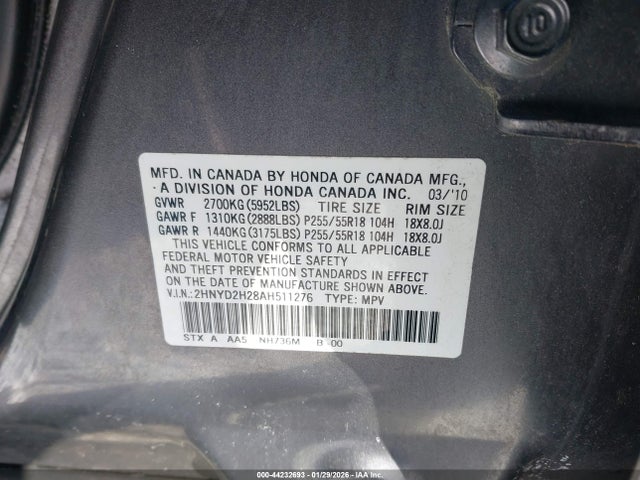 10
MFD. IN CANADA BY HONDA OF CANADA MFG.,
A DIVISION OF HONDA CANADA INC. 03/'10
GVWR 2700KG(5952LBS) TIRE SIZE RIM SIZE
GAWR F 1310KG(2888LBS) P255/55R18 104H 18X8.0J
GAWR R 1440KG(3175LBS) P255/55R18 104H 18X8.0J
THIS VEHICLE CONFORMS TO ALL APPLICABLE
FEDERAL MOTOR VEHICLE SAFETY
AND THEFT PREVENTION STANDARDS IN EFFECT
ON THE DATE OF MANUFACTURE SHOWN ABOVE.
V.I.N.:2HNYD2H28AH511276 TYPE: MPV
STX A AA5 NH736M B 00
000-44232693 - 01/29/2026 - IAAI.COM